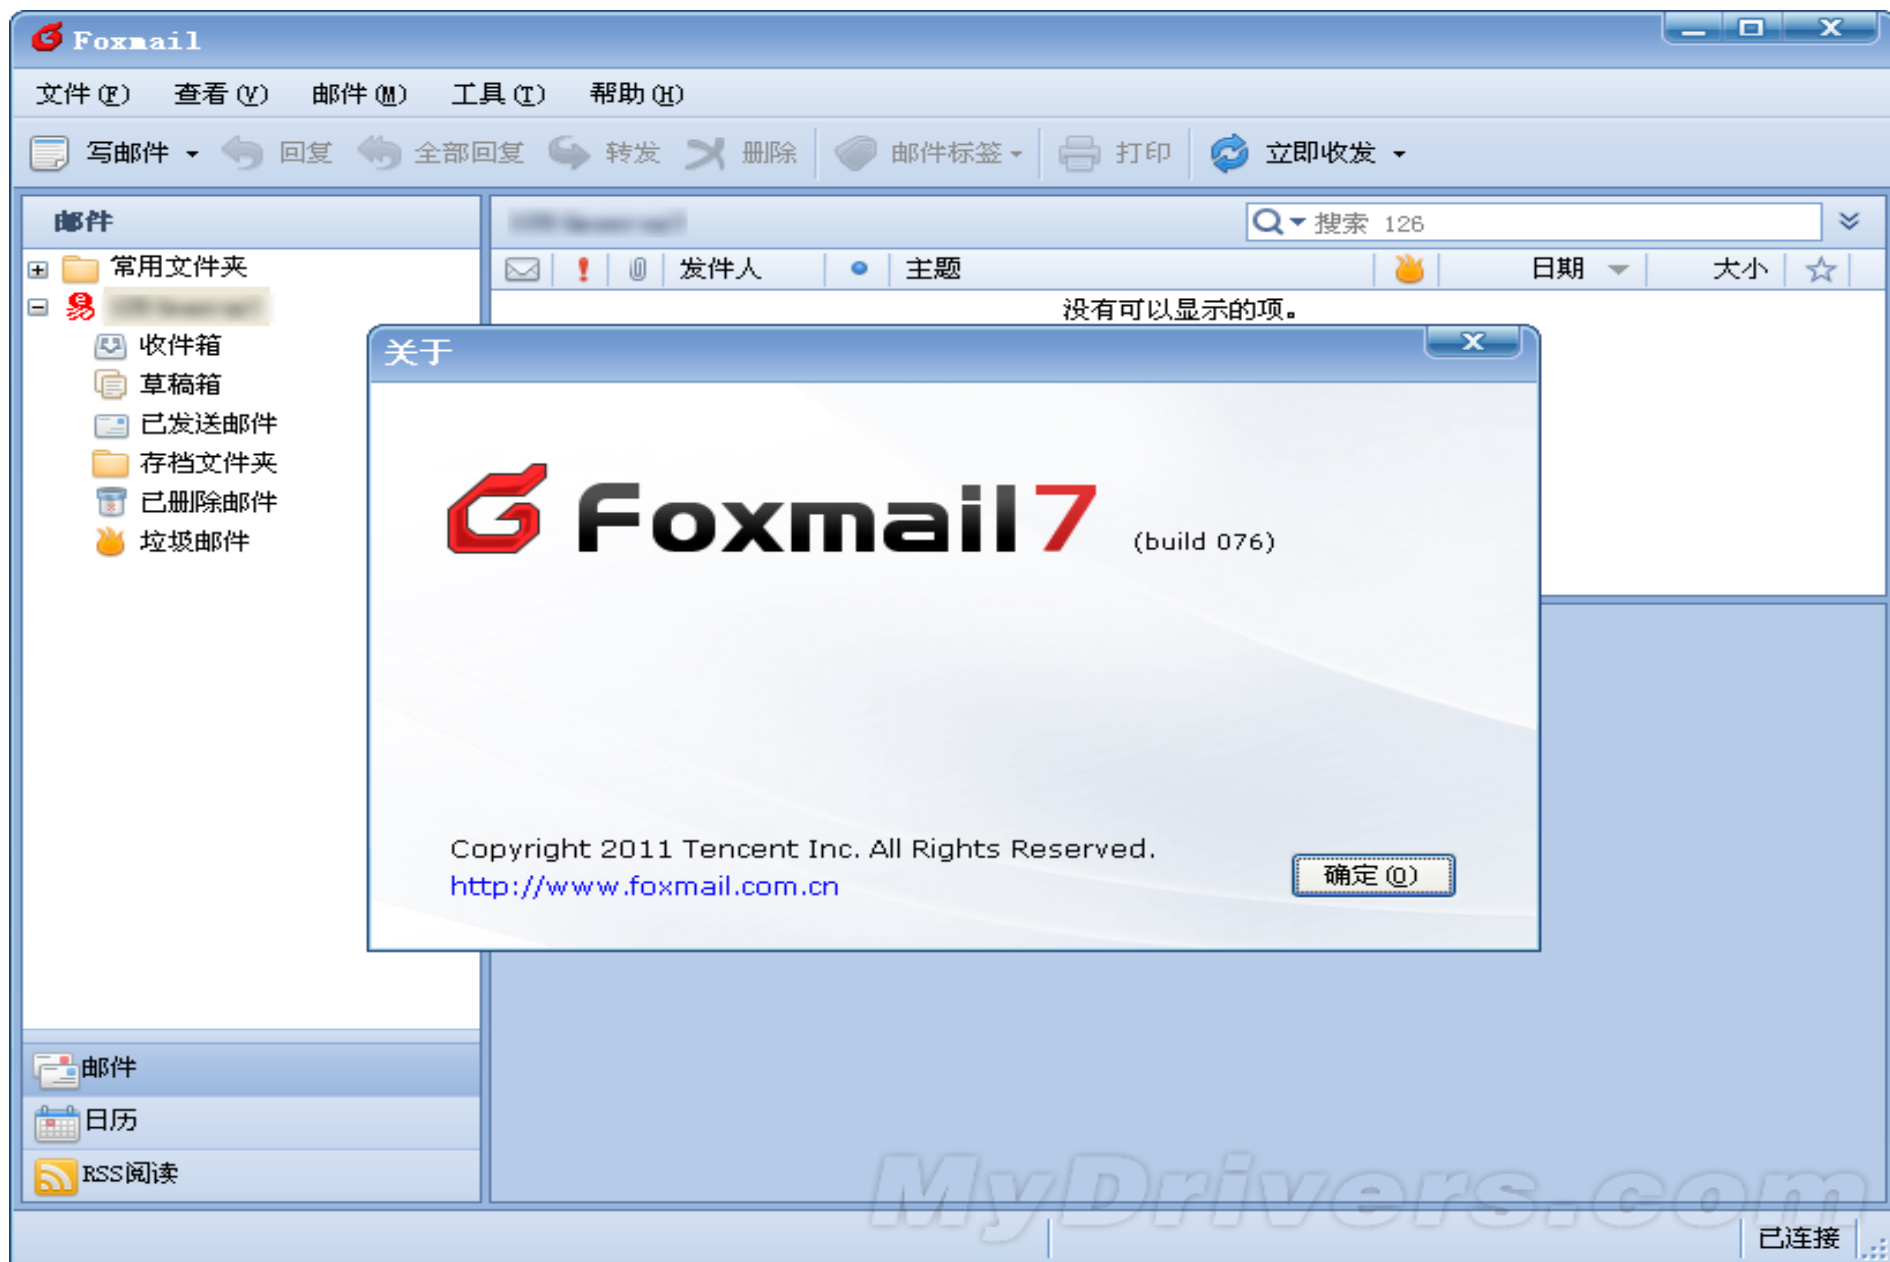 Foxmail
文件(F) 查看(V) 邮件(M) 工具(T) 帮助(H)
写邮件 回复 全部回复 转发 删除 邮件标签 打印 立即收发
邮件
搜索 126
常用文件夹
发件人 主题 日期 大小
没有可以显示的项。
收件箱
草稿箱
已发送邮件
存档文件夹
已删除邮件
垃圾邮件
关于
Foxmail 7 (build 076)
Copyright 2011 Tencent Inc. All Rights Reserved.
http://www.foxmail.com.cn
确定(O)
邮件
日历
RSS阅读
MyDrivers.com
已连接